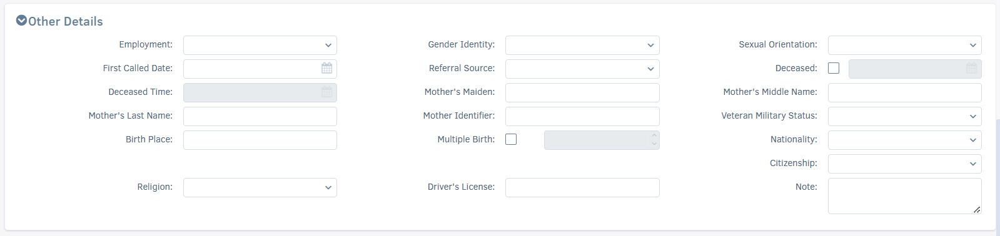 Other Details
Employment: Gender Identity: Sexual Orientation:
First Called Date: Referral Source: Deceased:
Deceased Time: Mother's Maiden: Mother's Middle Name:
Mother's Last Name: Mother Identifier: Veteran Military Status:
Birth Place: Multiple Birth: Nationality:
Citizenship:
Religion: Driver's License: Note: